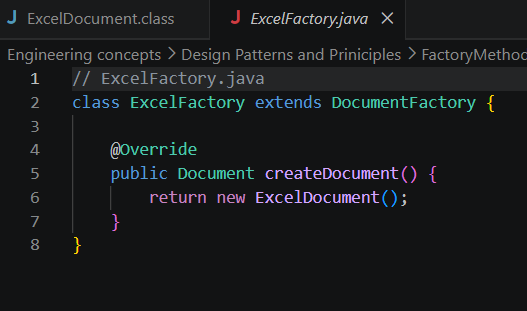 J ExcelDocument.class
J ExcelFactory.java ×
Engineering concepts > Design Patterns and Priniciples > FactoryMethod
1 // ExcelFactory.java
2 class ExcelFactory extends DocumentFactory {
3
4     @Override
5     public Document createDocument() {
6         return new ExcelDocument();
7     }
8 }